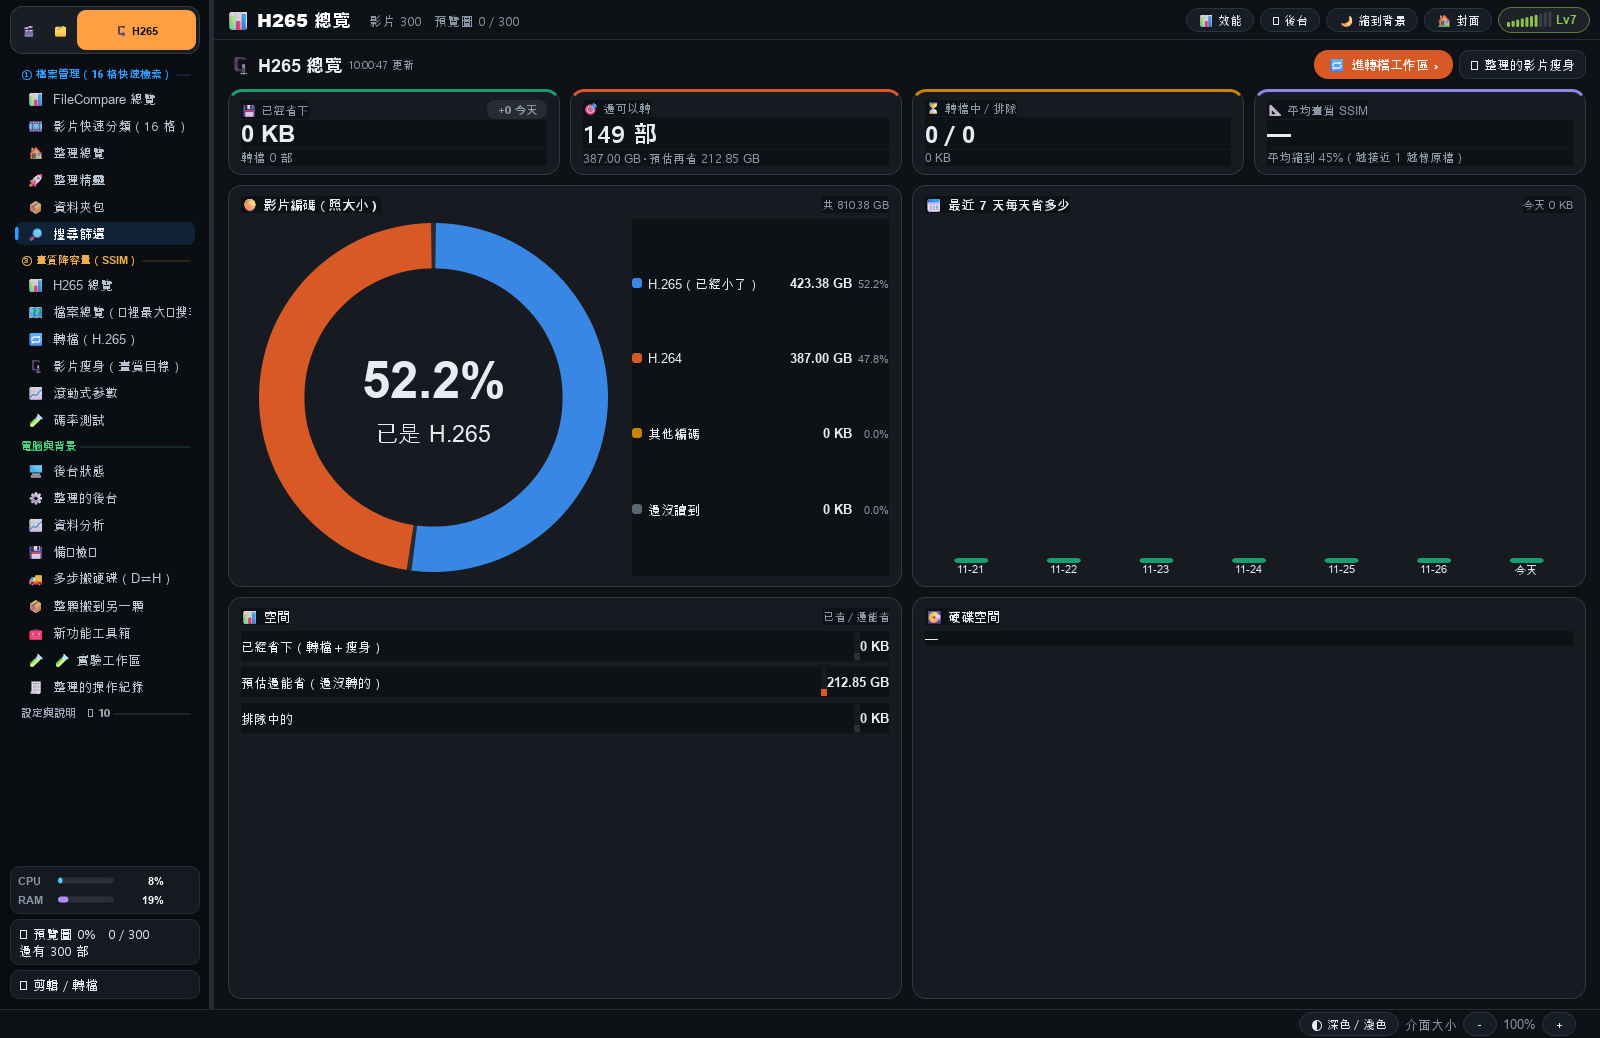 H265
H265 總覽
影片 300
預覽圖 0 / 300
效能
後台
縮到背景
封面
Lv7
① 檔案管理 ( 16 格快速檢索 )
FileCompare 總覽
影片快速分類 ( 16 格 )
整理總覽
整理精靈
資料夾包
搜尋篩選
③ 畫質降容量 ( SSIM )
H265 總覽
檔案總覽 (
裡最大
搜
轉檔 ( H.265 )
影片瘦身 ( 畫質目標 )
滾動式參數
碼率測試
電腦與背景
後台狀態
整理的後台
資料分析
備
檢
多步搬硬碟 ( D⇌H )
整顆搬到另一顆
新功能工具箱
實驗工作區
整理的操作紀錄
設定與說明
10
CPU
8%
RAM
19%
預覽圖 0% 0 / 300
還有 300 部
剪輯 / 轉檔
H265 總覽
10:00:47 更新
進轉檔工作區 ›
整理的影片瘦身
已經省下
+0 今天
0 KB
轉檔 0 部
還可以轉
149 部
387.00 GB · 預估再省 212.85 GB
轉檔中 / 排隊
0 / 0
0 KB
平均畫質 SSIM
—
平均縮到 45% ( 越接近 1 越像原檔 )
影片編碼 ( 照大小 )
共 810.38 GB
52.2%
已是 H.265
H.265 ( 已經小了 ) 423.38 GB 52.2%
H.264 387.00 GB 47.8%
其他編碼 0 KB 0.0%
還沒讀到 0 KB 0.0%
最近 7 天每天省多少
今天 0 KB
11-21
11-22
11-23
11-24
11-25
11-26
今天
空間
已省 / 還能省
已經省下 ( 轉檔 + 瘦身 ) 0 KB
預估還能省 ( 還沒轉的 ) 212.85 GB
排隊中的 0 KB
硬碟空間
—
深色 / 淺色
介面大小
-
100%
+